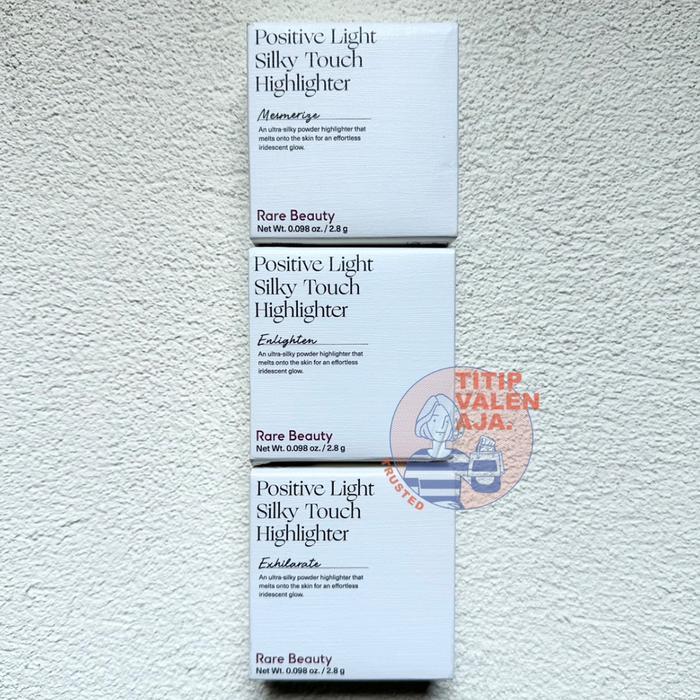 Positive Light
Silky Touch
Highlighter
Mesmerize
An ultra-silky powder highlighter that
melts onto the skin for an effortless
iridescent glow.
Rare Beauty
Net Wt. 0.098 oz. / 2.8 g
Positive Light
Silky Touch
Highlighter
Enlighten
An ultra-silky powder highlighter that
melts onto the skin for an effortless
iridescent glow.
Rare Beauty
Net Wt. 0.098 oz. / 2.8 g
TITIP
VALEN
AJA.
TRUSTED
Positive Light
Silky Touch
Highlighter
Exhilarate
An ultra-silky powder highlighter that
melts onto the skin for an effortless
iridescent glow.
Rare Beauty
Net Wt. 0.098 oz. / 2.8 g